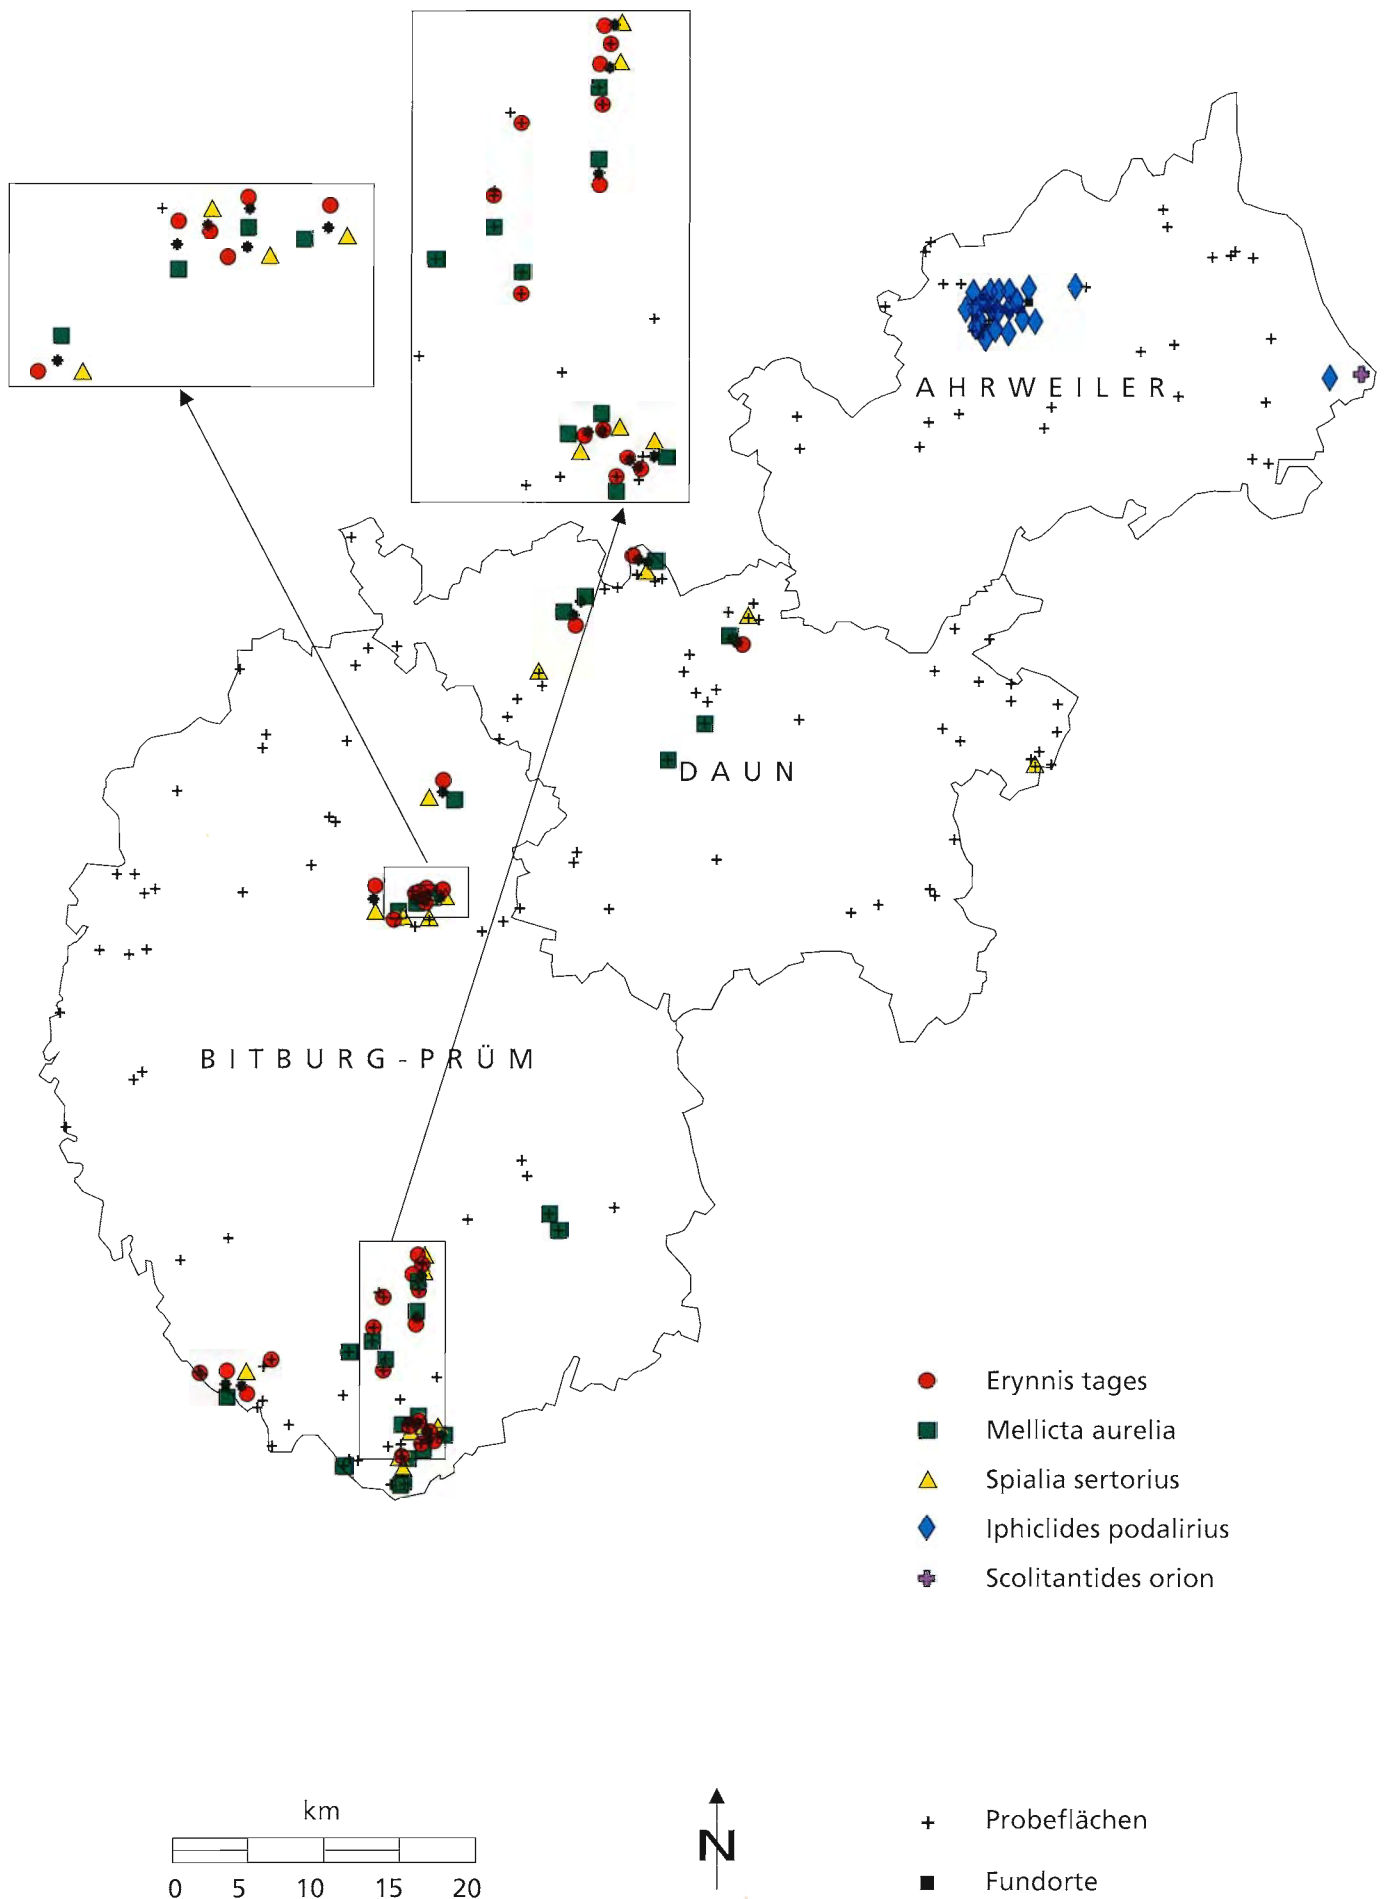 AHRWEILER
DAUN
BITBURG-PRÜM
Erynnis tages
Mellicta aurelia
Spialia sertorius
Iphiclides podalirius
Scolitantides orion
km
0 5 10 15 20
N
Probeflächen
Fundorte